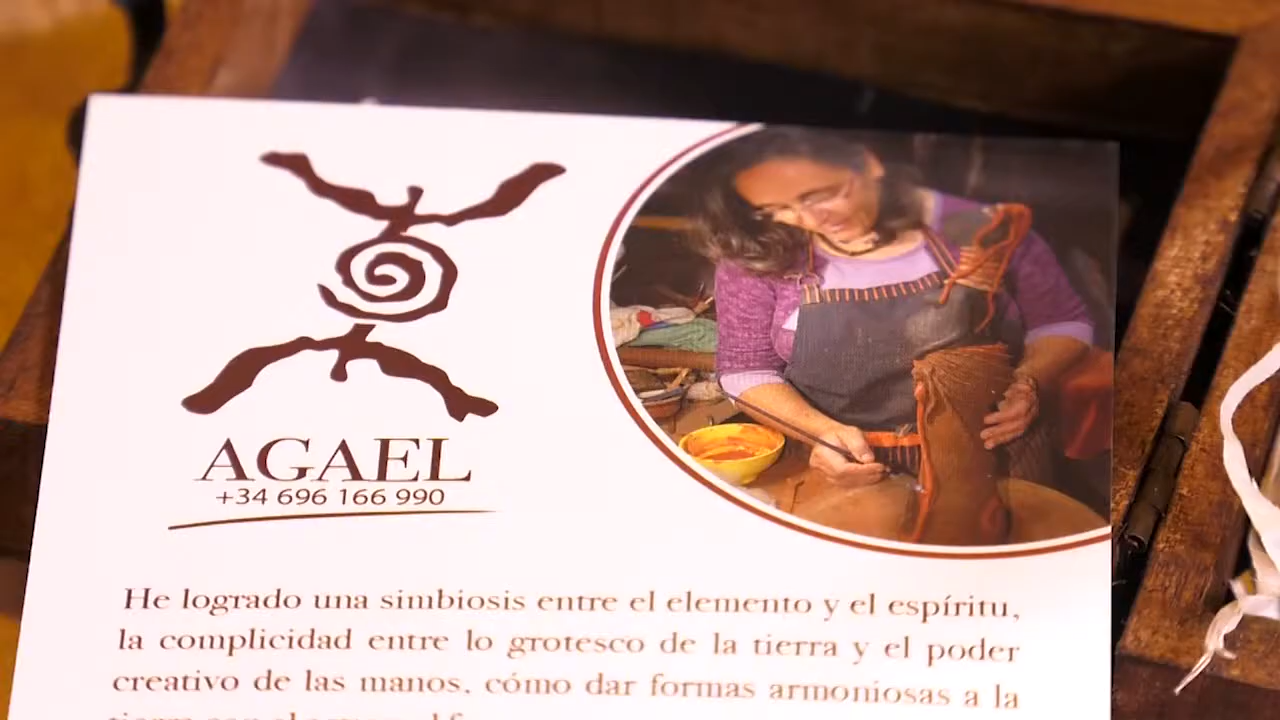 AGAEL
+34 696 166 990
He logrado una simbiosis entre el elemento y el espíritu,
la complicidad entre lo grotesco de la tierra y el poder
creativo de las manos, cómo dar formas armoniosas a la